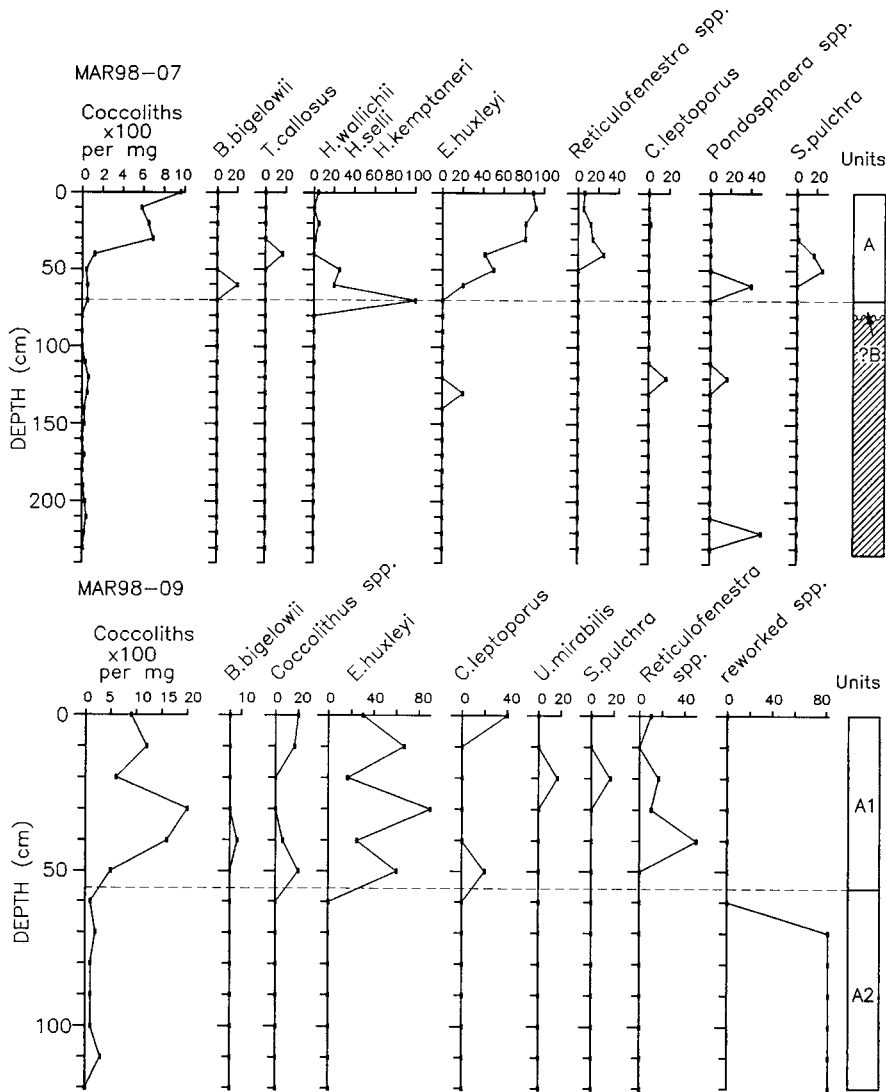 MAR98-07
Coccoliths
x100
per mg
B.bigelowii
T.callosus
H.wallichii
H.selli
H.kemptaneri
E.huxleyi
Reticulofenestra spp.
C.leptoporus
Pondosphaera spp.
S.pulchra
Units
0 2 4 6 8 10
0 20
0 20
0 20 40 60 80 100
0 20 40 60 80 100
0 20 40
0 20
0 20 40
0 20
DEPTH (cm)
0
50
100
150
200
A
?B
MAR98-09
Coccoliths
x100
per mg
B.bigelowii
Coccolithus spp.
E.huxleyi
C.leptoporus
U.mirabilis
S.pulchra
Reticulofenestra
spp.
reworked spp.
Units
0 5 10 15 20
0 10
0 20
0 40 80
0 40
0 20
0 20
0 50
0 80
DEPTH (cm)
0
50
100
A1
A2